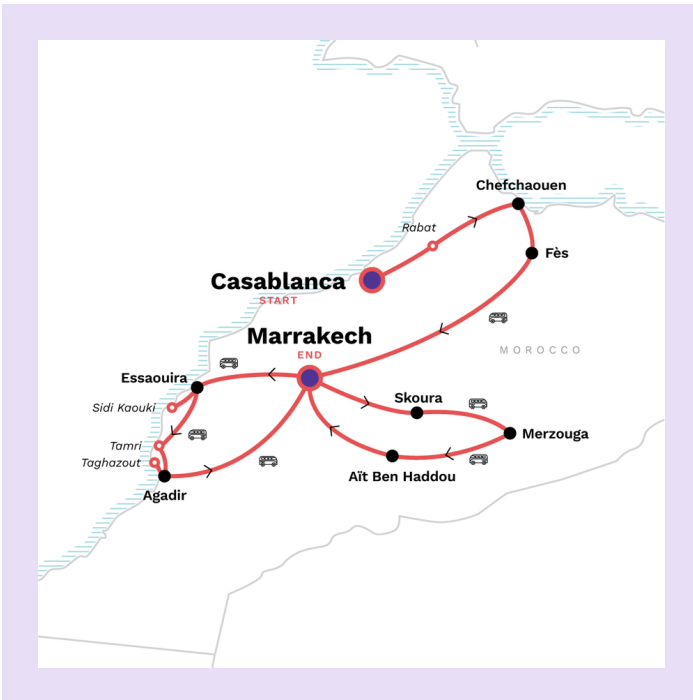 Chefchaouen
Rabat
Fès
Casablanca
START
Marrakech
END
MOROCCO
Essaouira
Skoura
Sidi Kaouki
Merzouga
Tamri
Taghazout
Aït Ben Haddou
Agadir